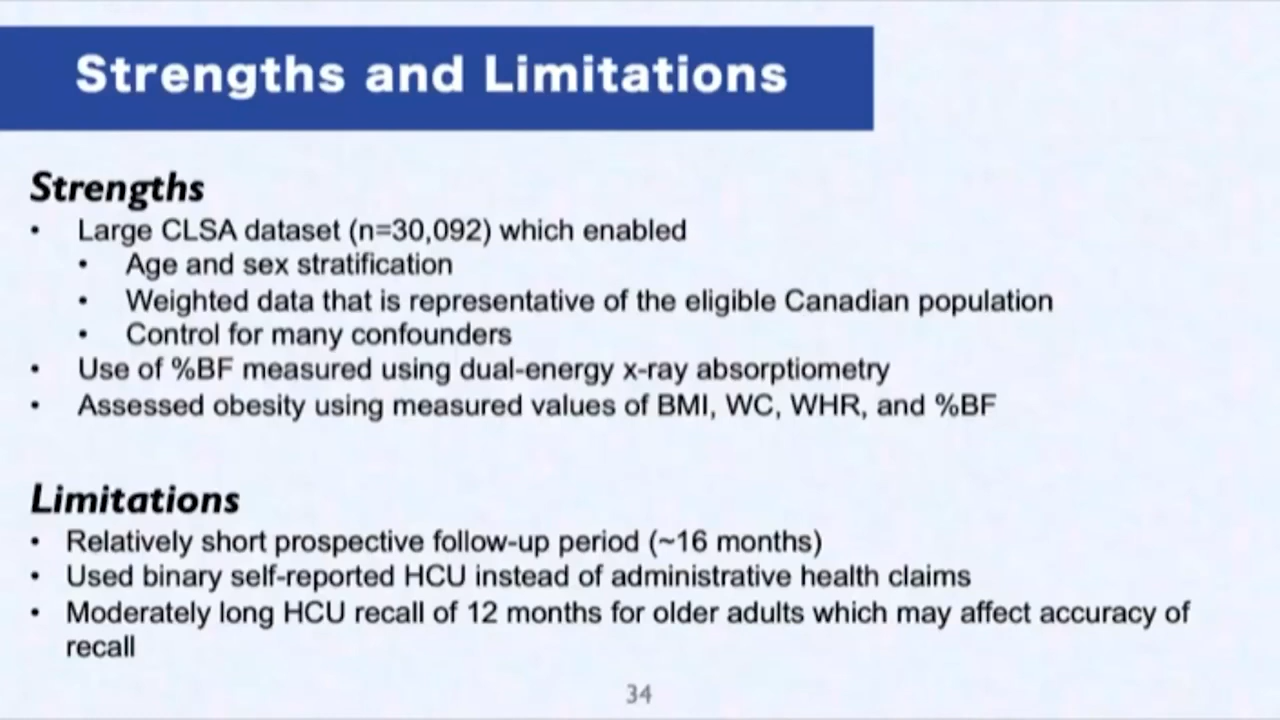 Strengths and Limitations
Strengths
• Large CLSA dataset (n=30,092) which enabled
• Age and sex stratification
• Weighted data that is representative of the eligible Canadian population
• Control for many confounders
• Use of %BF measured using dual-energy x-ray absorptiometry
• Assessed obesity using measured values of BMI, WC, WHR, and %BF
Limitations
• Relatively short prospective follow-up period (~16 months)
• Used binary self-reported HCU instead of administrative health claims
• Moderately long HCU recall of 12 months for older adults which may affect accuracy of
recall
34